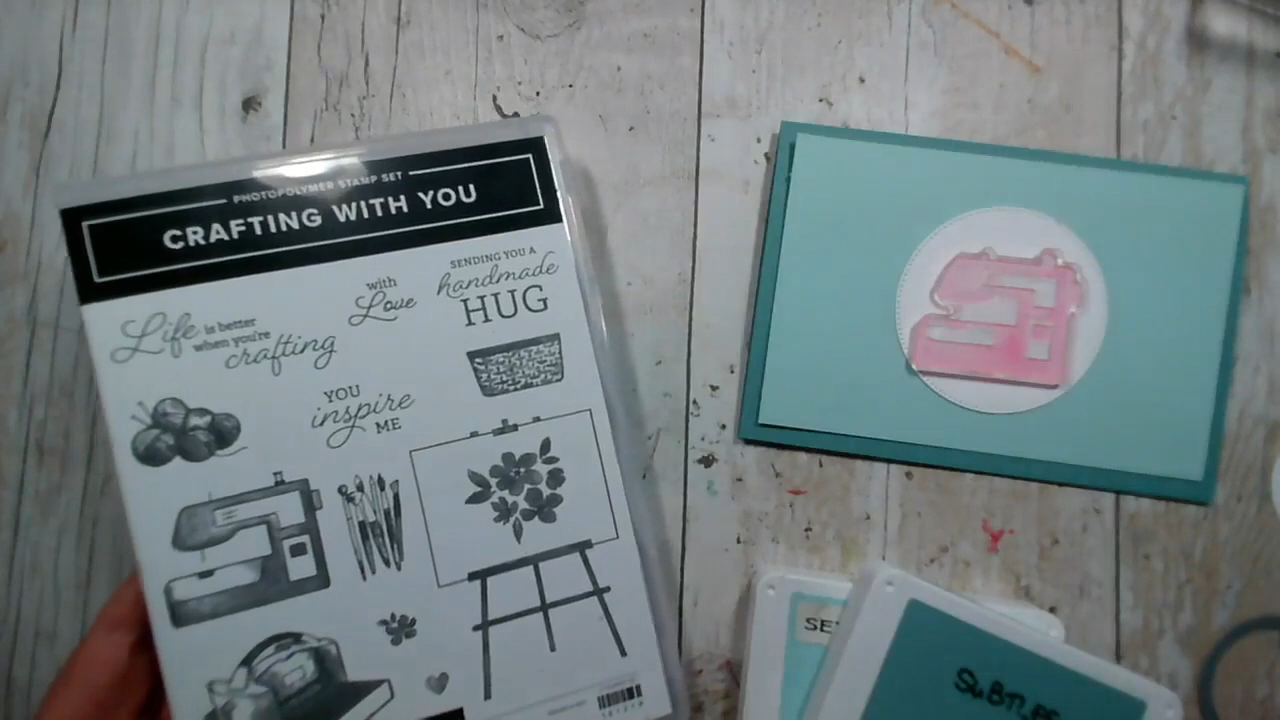 PHOTOPOLYMER STAMP SET
CRAFTING WITH YOU
Life is better
when you're
crafting
with
Love
SENDING YOU A
handmade
HUG
YOU
inspire
ME